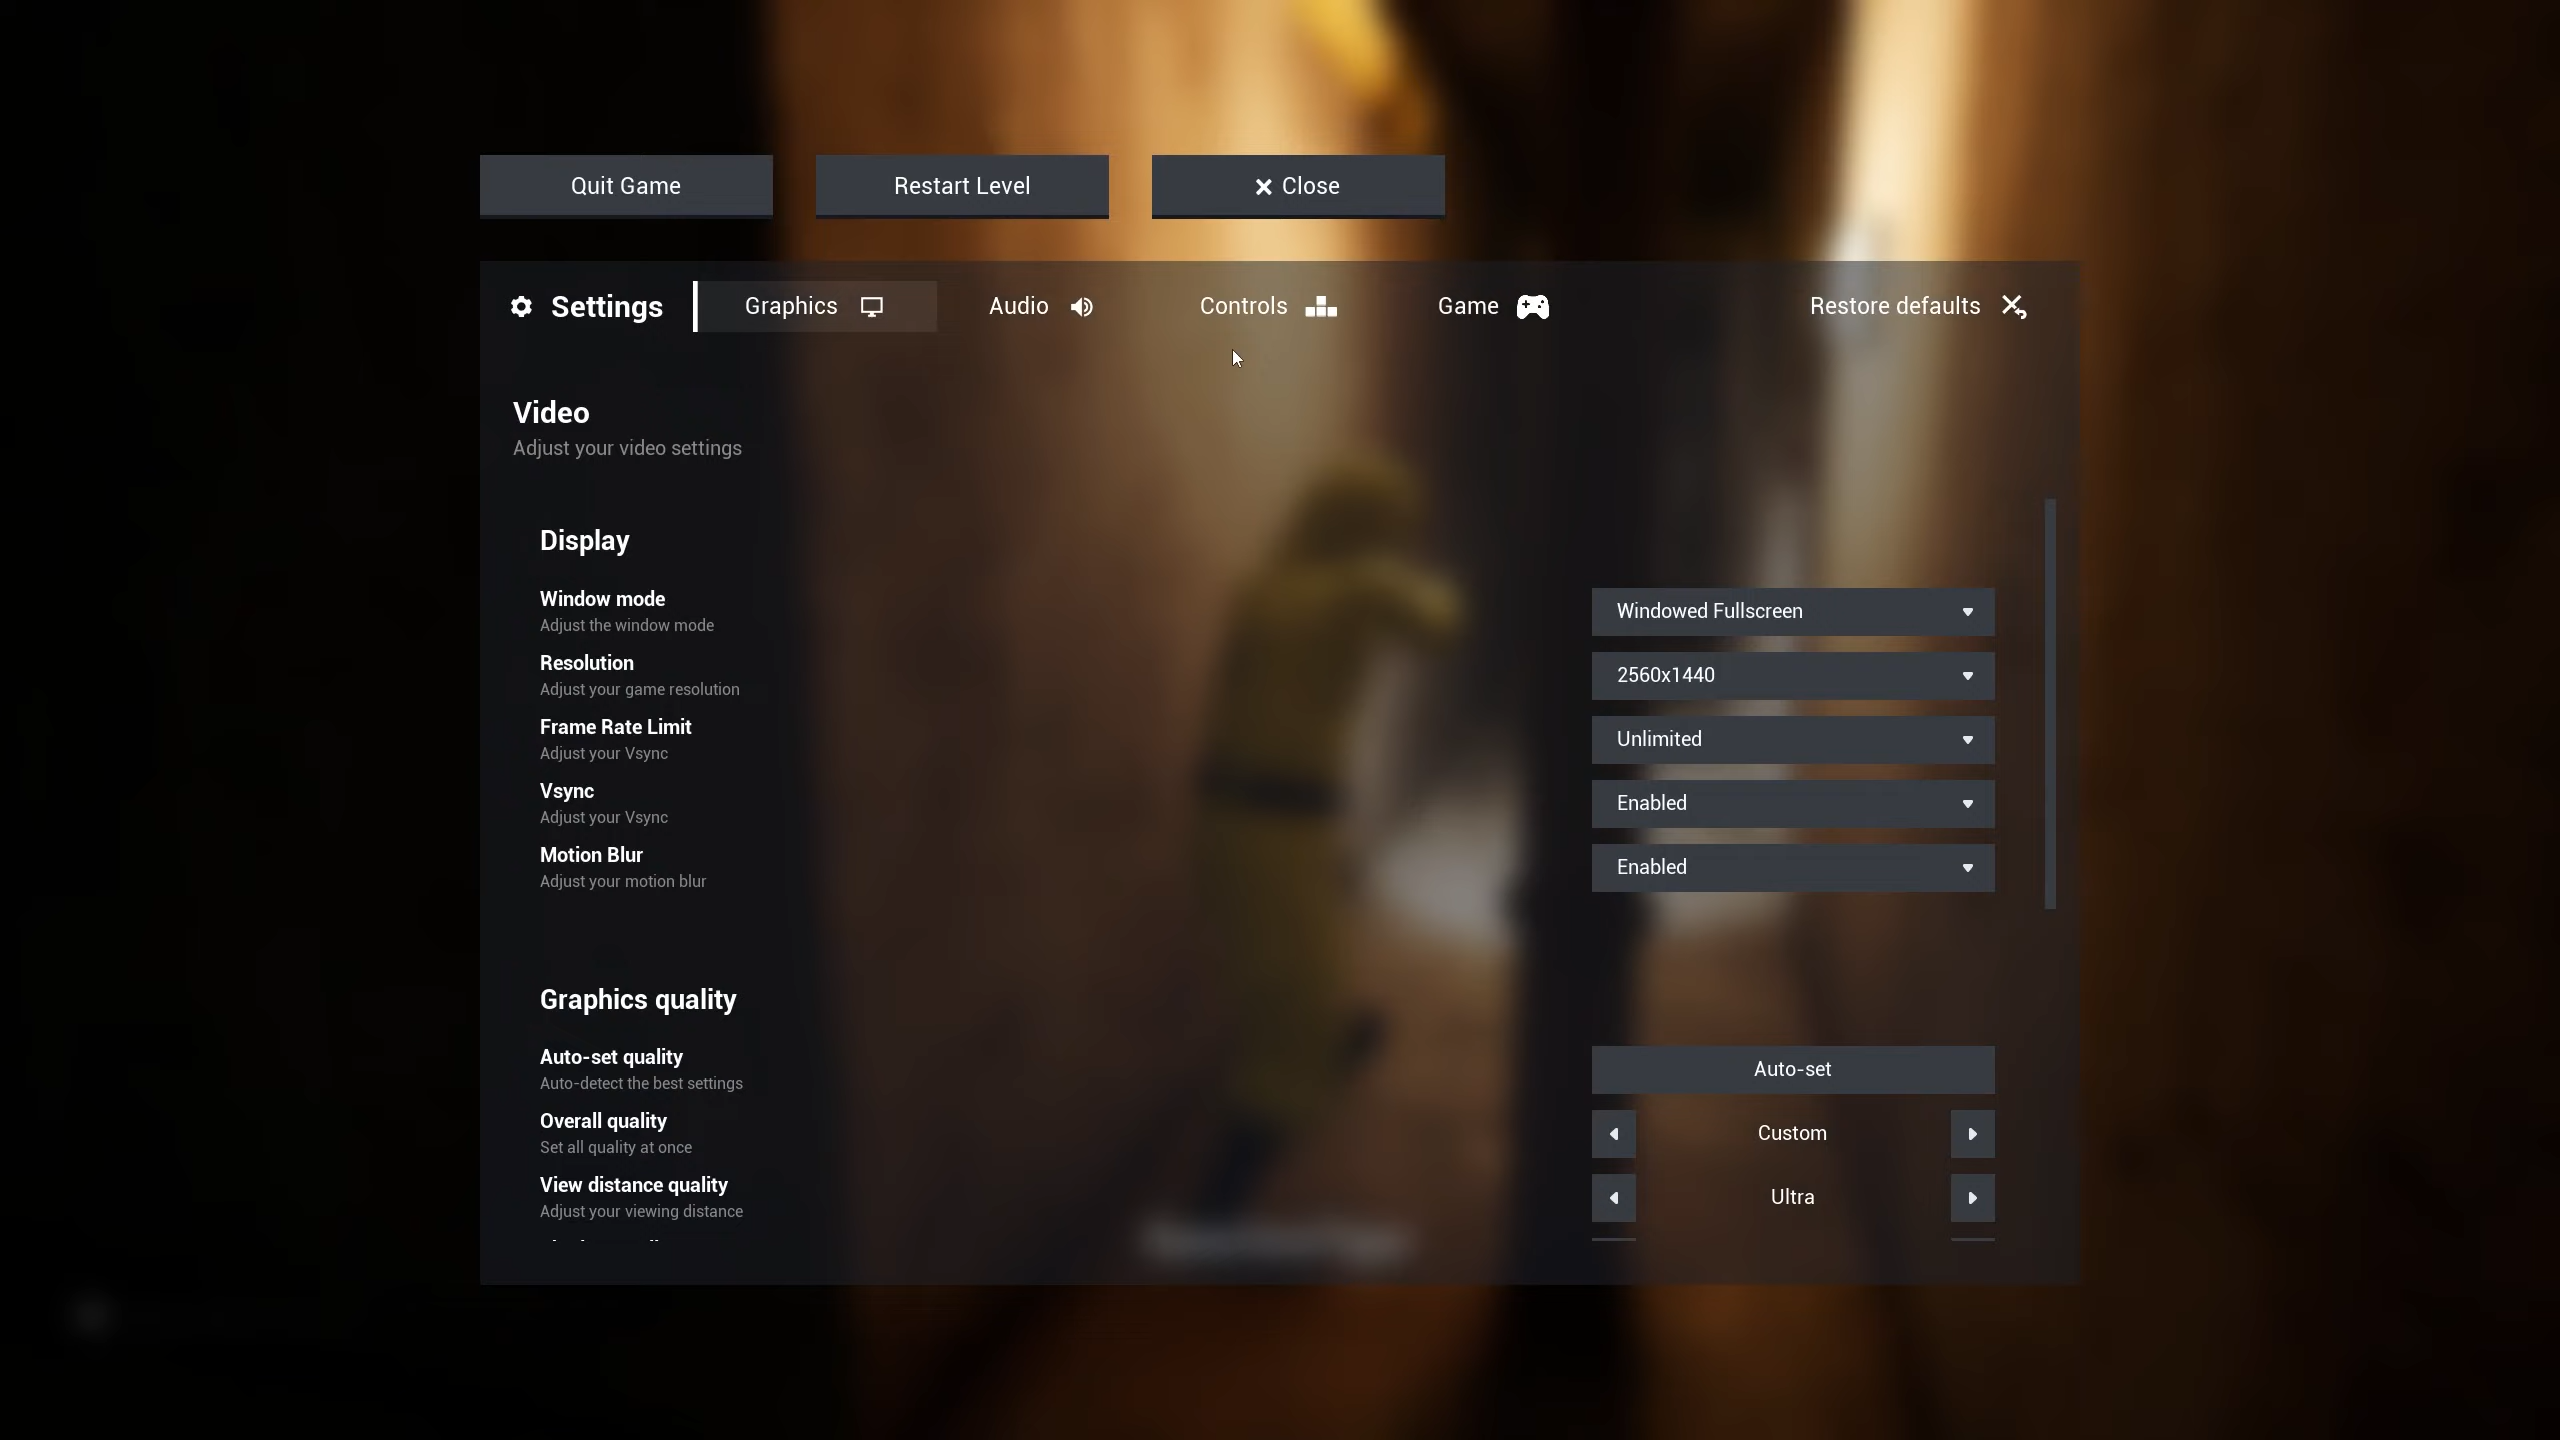 Quit Game
Restart Level
Close
Settings
Graphics
Audio
Controls
Game
Restore defaults
Video
Adjust your video settings
Display
Window mode
Adjust the window mode
Windowed Fullscreen
Resolution
Adjust your game resolution
2560x1440
Frame Rate Limit
Adjust your Vsync
Unlimited
Vsync
Adjust your Vsync
Enabled
Motion Blur
Adjust your motion blur
Enabled
Graphics quality
Auto-set quality
Auto-detect the best settings
Auto-set
Overall quality
Set all quality at once
Custom
View distance quality
Adjust your viewing distance
Ultra